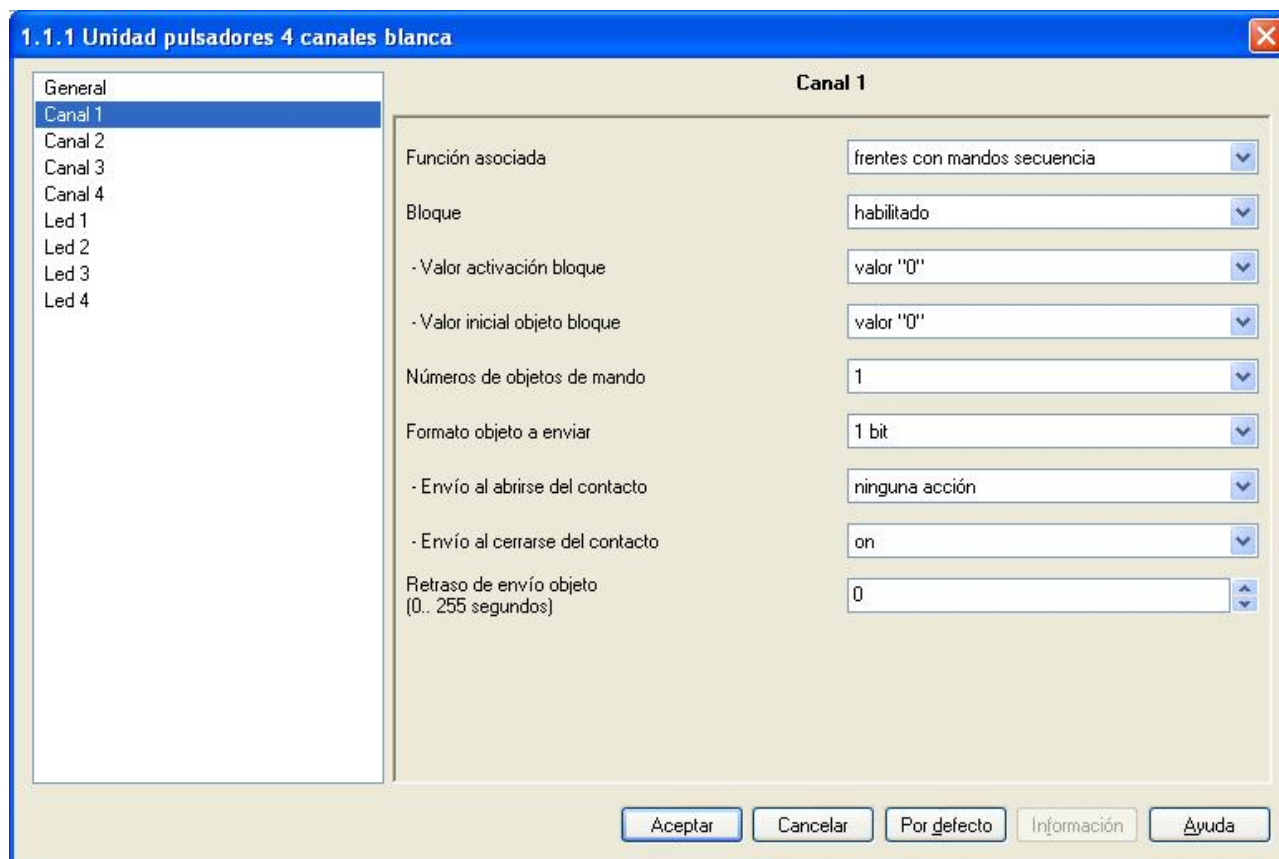 1.1.1 Unidad pulsadores 4 canales blanca
General
Canal 1
Canal 2
Canal 3
Canal 4
Led 1
Led 2
Led 3
Led 4
Canal 1
Función asociada
frentes con mandos secuencia
Bloque
habilitado
- Valor activación bloque
valor "0"
- Valor inicial objeto bloque
valor "0"
Números de objetos de mando
1
Formato objeto a enviar
1 bit
- Envío al abrirse del contacto
ninguna acción
- Envío al cerrarse del contacto
on
Retraso de envío objeto
(0.. 255 segundos)
0
Aceptar
Cancelar
Por defecto
Información
Ayuda